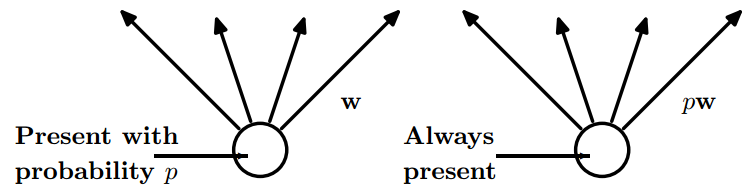 w
Present with
probability p
pw
Always
present